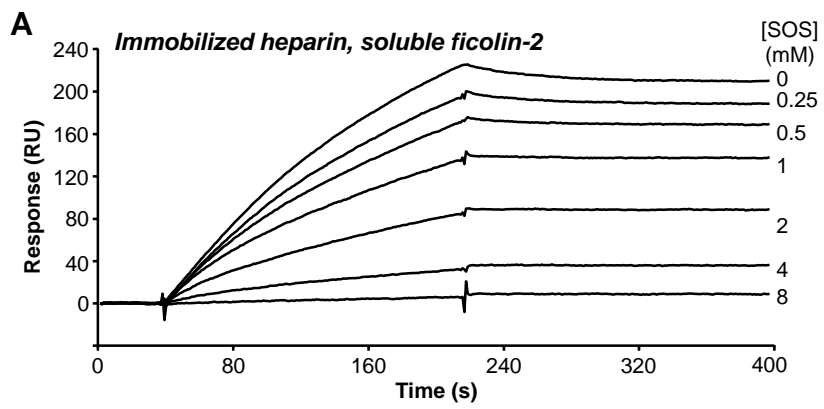 A
Immobilized heparin, soluble ficolin-2
[SOS]
(mM)
240
200
160
120
80
40
0
Response (RU)
0
0.25
0.5
1
2
4
8
0 80 160 240 320 400
Time (s)